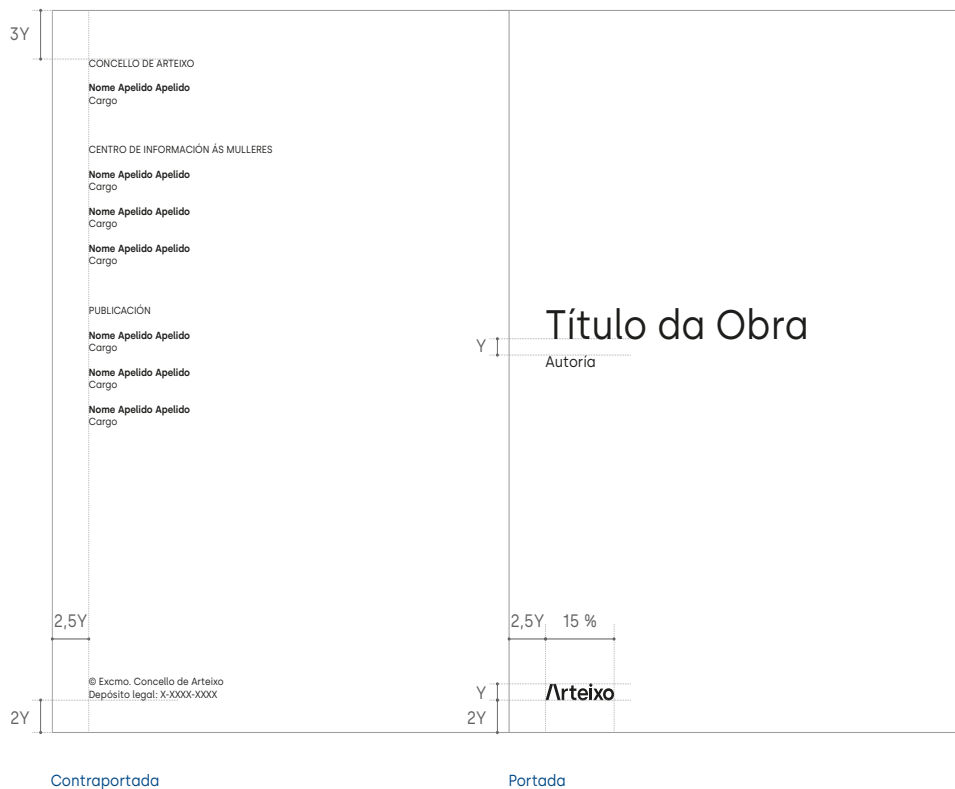 3Y
CONCELLO DE ARTEIXO
Nome Apelido Apelido
Cargo
CENTRO DE INFORMACIÓN ÁS MULLERES
Nome Apelido Apelido
Cargo
Nome Apelido Apelido
Cargo
Nome Apelido Apelido
Cargo
PUBLICACIÓN
Nome Apelido Apelido
Cargo
Nome Apelido Apelido
Cargo
Nome Apelido Apelido
Cargo
2,5Y
© Excmo. Concello de Arteixo
Depósito legal: X-XXXX-XXXX
2Y
Contraportada
Título da Obra
Y
Autoría
2,5Y
15 %
Y
Arteixo
2Y
Portada